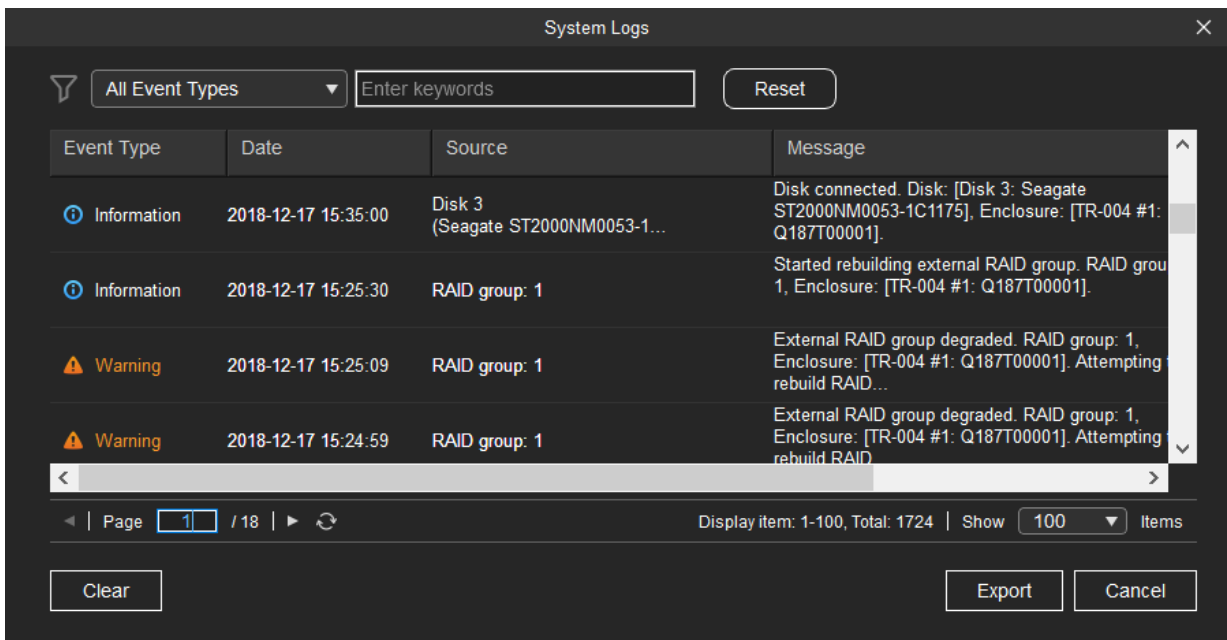 System Logs
All Event Types
Enter keywords
Reset
Event Type Date Source Message
Information 2018-12-17 15:35:00
Disk 3
(Seagate ST2000NM0053-1...
Disk connected. Disk: [Disk 3: Seagate
ST2000NM0053-1C1175], Enclosure: [TR-004 #1:
Q187T00001].
Information 2018-12-17 15:25:30 RAID group: 1
Started rebuilding external RAID group. RAID grou
1, Enclosure: [TR-004 #1: Q187T00001].
Warning 2018-12-17 15:25:09 RAID group: 1
External RAID group degraded. RAID group: 1,
Enclosure: [TR-004 #1: Q187T00001]. Attempting
rebuild RAID...
Warning 2018-12-17 15:24:59 RAID group: 1
External RAID group degraded. RAID group: 1,
Enclosure: [TR-004 #1: Q187T00001]. Attempting
rebuild RAID
Page 1 / 18 Display item: 1-100, Total: 1724 Show 100 Items
Clear Export Cancel